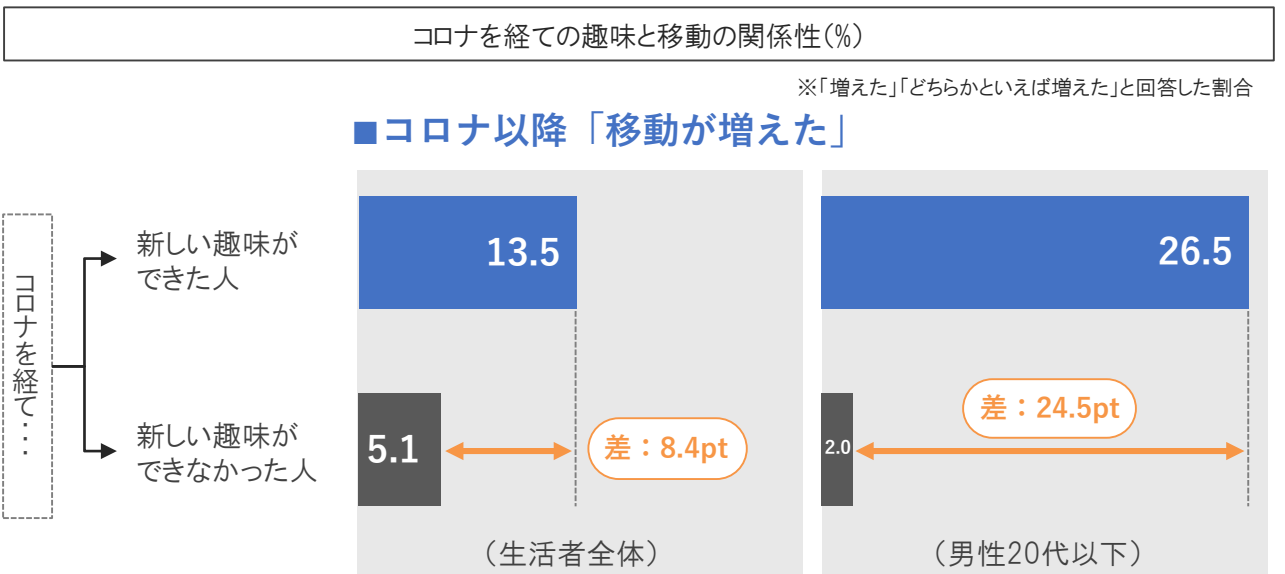 コロナを経ての趣味と移動の関係性(%)
※「増えた」「どちらかといえば増えた」と回答した割合
■コロナ以降「移動が増えた」
コロナを経て・・・
新しい趣味が
できた人
13.5
26.5
新しい趣味が
できなかった人
5.1
差：8.4pt
2.0
差：24.5pt
（生活者全体）
（男性20代以下）